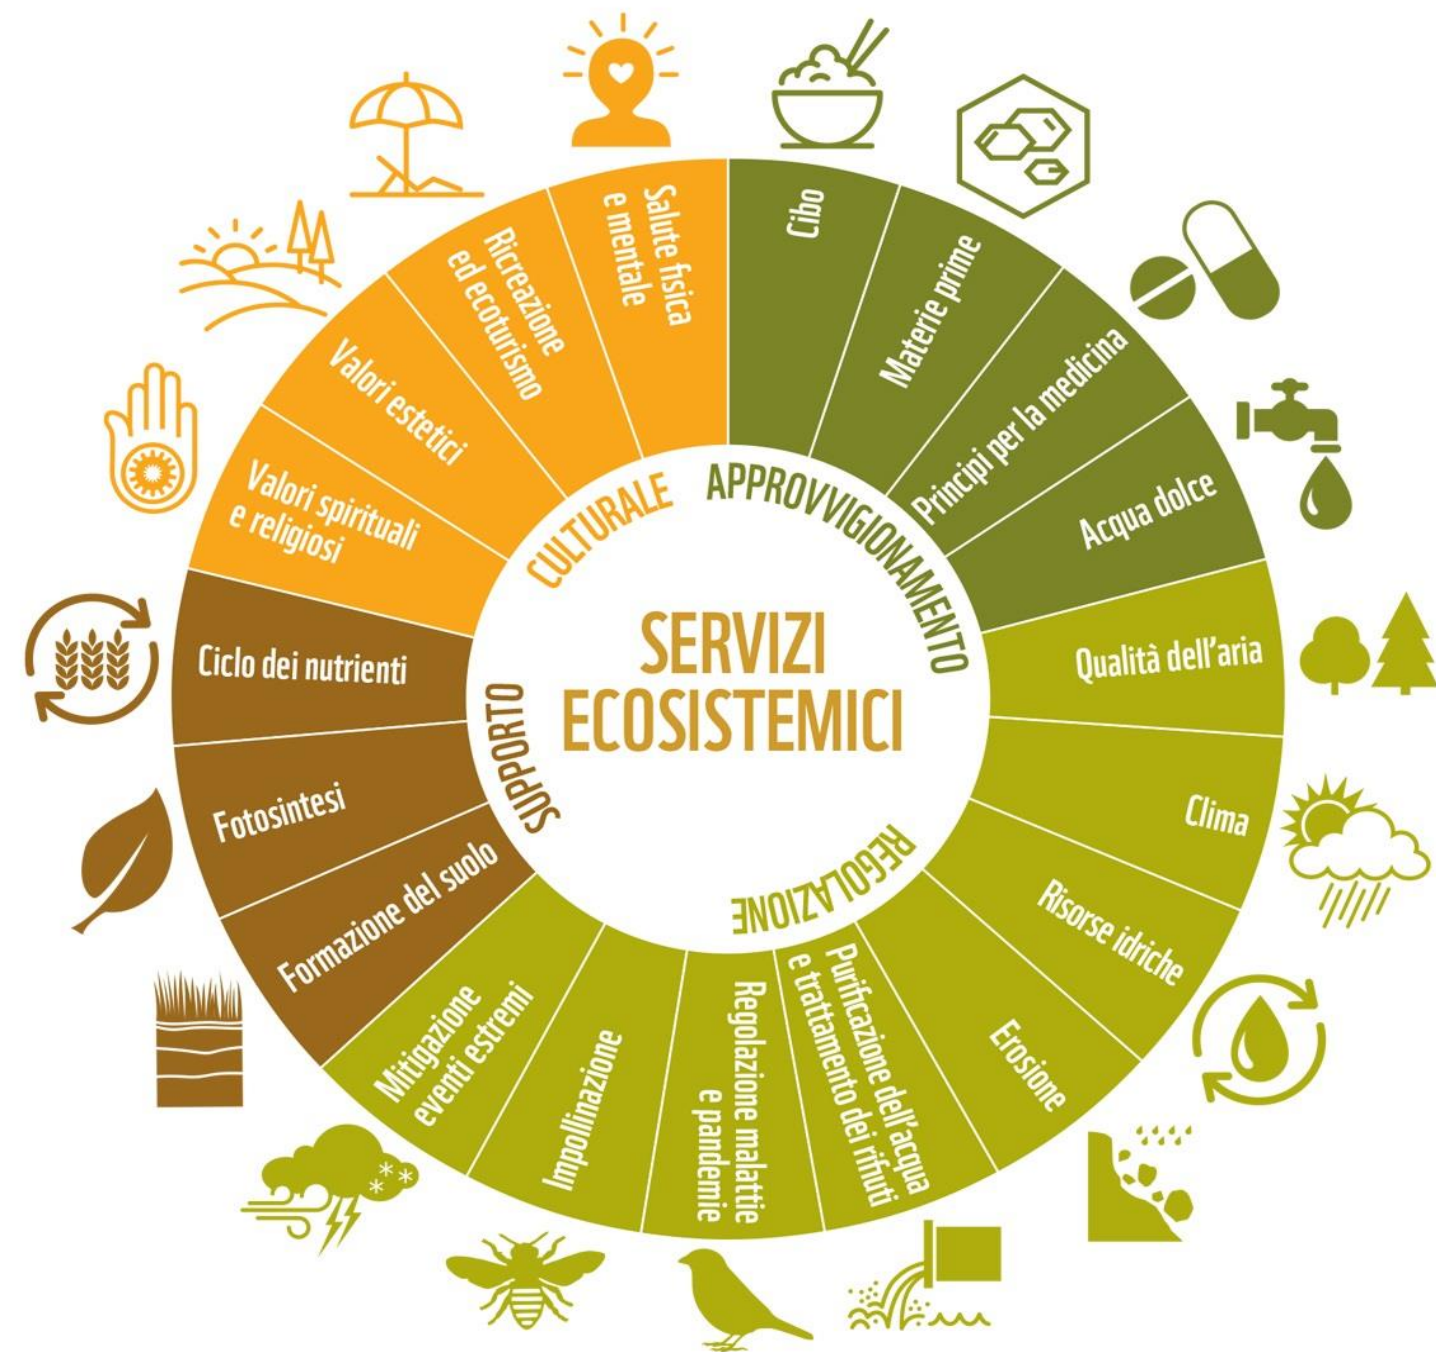 SERVIZI
ECOSISTEMICI
APPROVVIGIONAMENTO
Cibo
Materie prime
Principi per la medicina
Acqua dolce
REGOLAZIONE
Qualità dell'aria
Clima
Risorse idriche
Erosione
Purificazione dell'acqua
e trattamento dei rifiuti
Regolazione malattie
e pandemie
Impollinazione
Mitigazione
eventi estremi
SUPPORTO
Formazione del suolo
Fotosintesi
Ciclo dei nutrienti
CULTURALE
Valori spirituali
e religiosi
Valori estetici
Ricreazione
ed ecoturismo
Salute fisica
e mentale